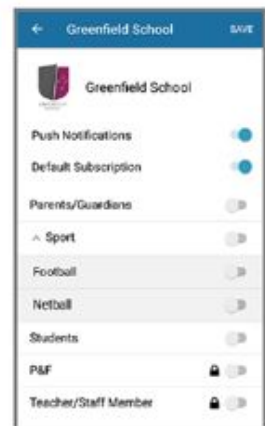 ← Greenfield School SAVE
Greenfield School
Push Notifications
Default Subscription
Parents/Guardians
Sport
Football
Netball
Students
P&F
Teacher/Staff Member